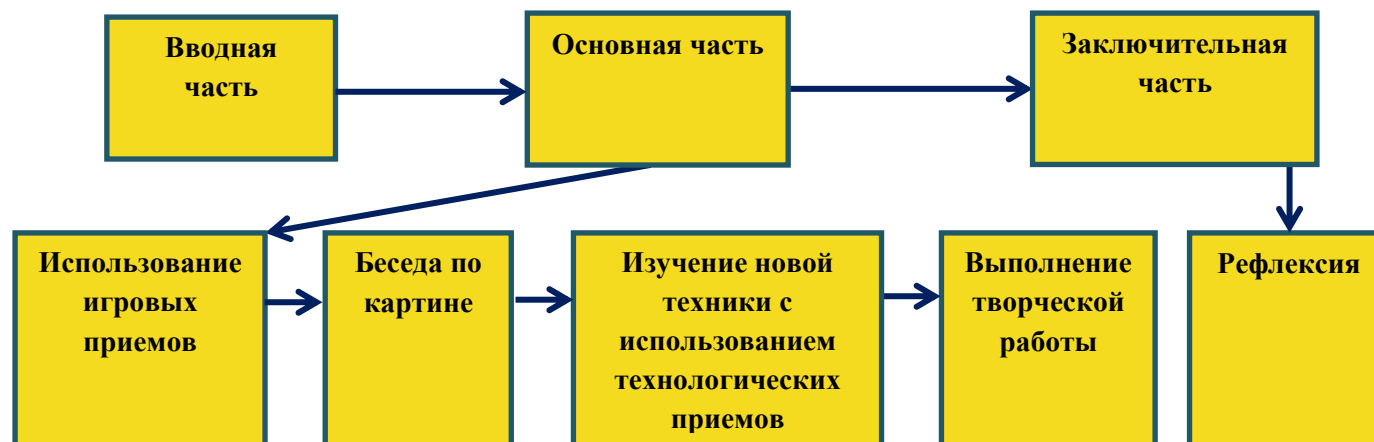 Вводная
часть
Основная часть
Заключительная
часть
Использование
игровых
приемов
Беседа по
картине
Изучение новой
техники с
использованием
технологических
приемов
Выполнение
творческой
работы
Рефлексия